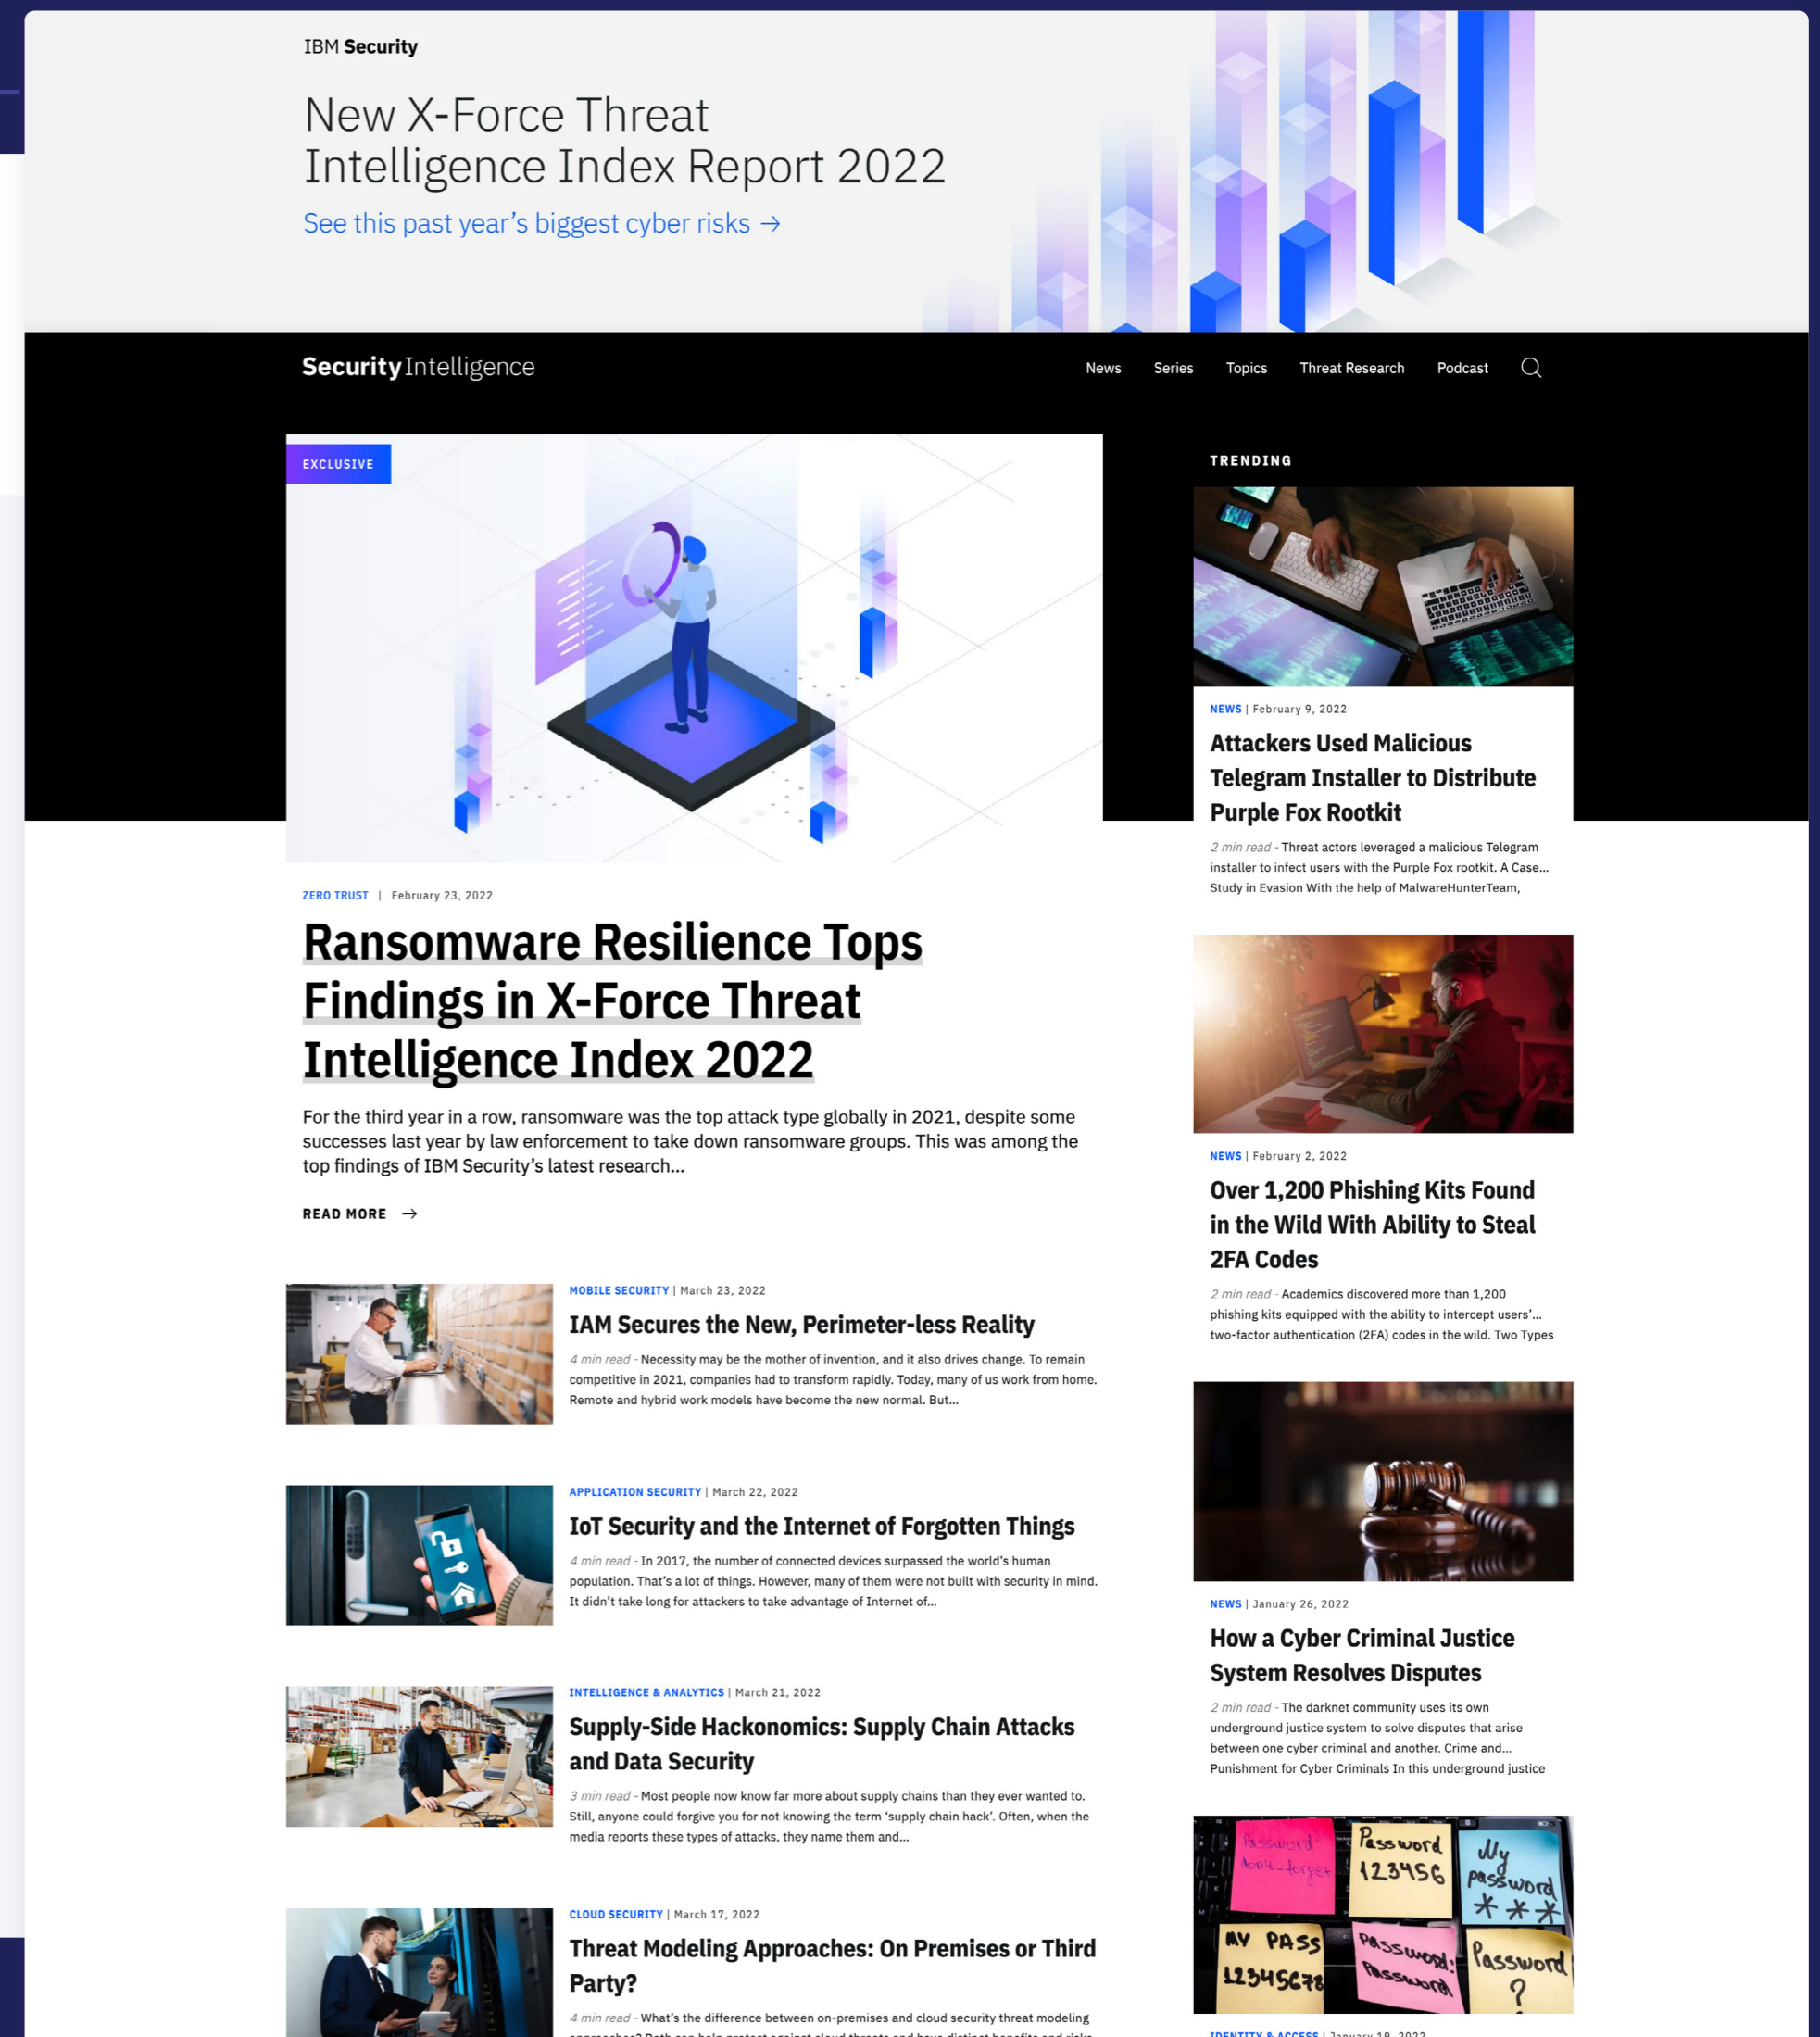 IBM Security
New X-Force Threat
Intelligence Index Report 2022
See this past year’s biggest cyber risks →
SecurityIntelligence
News Series Topics Threat Research Podcast
EXCLUSIVE
ZERO TRUST | February 23, 2022
Ransomware Resilience Tops
Findings in X-Force Threat
Intelligence Index 2022
For the third year in a row, ransomware was the top attack type globally in 2021, despite some
successes last year by law enforcement to take down ransomware groups. This was among the
top findings of IBM Security’s latest research...
READ MORE →
MOBILE SECURITY | March 23, 2022
IAM Secures the New, Perimeter-less Reality
4 min read - Necessity may be the mother of invention, and it also drives change. To remain
competitive in 2021, companies had to transform rapidly. Today, many of us work from home.
Remote and hybrid work models have become the new normal. But...
APPLICATION SECURITY | March 22, 2022
IoT Security and the Internet of Forgotten Things
4 min read - In 2017, the number of connected devices surpassed the world’s human
population. That’s a lot of things. However, many of them were not built with security in mind.
It didn’t take long for attackers to take advantage of Internet of...
INTELLIGENCE & ANALYTICS | March 21, 2022
Supply-Side Hackonomics: Supply Chain Attacks
and Data Security
3 min read - Most people now know far more about supply chains than they ever wanted to.
Still, anyone could forgive you for not knowing the term ‘supply chain hack’. Often, when the
media reports these types of attacks, they name them and...
CLOUD SECURITY | March 17, 2022
Threat Modeling Approaches: On Premises or Third
Party?
4 min read - What’s the difference between on-premises and cloud security threat modeling
TRENDING
NEWS | February 9, 2022
Attackers Used Malicious
Telegram Installer to Distribute
Purple Fox Rootkit
2 min read - Threat actors leveraged a malicious Telegram
installer to infect users with the Purple Fox rootkit. A Case...
Study in Evasion With the help of MalwareHunterTeam,
NEWS | February 2, 2022
Over 1,200 Phishing Kits Found
in the Wild With Ability to Steal
2FA Codes
2 min read - Academics discovered more than 1,200
phishing kits equipped with the ability to intercept users’...
two-factor authentication (2FA) codes in the wild. Two Types
NEWS | January 26, 2022
How a Cyber Criminal Justice
System Resolves Disputes
2 min read - The darknet community uses its own
underground justice system to solve disputes that arise
between one cyber criminal and another. Crime and...
Punishment for Cyber Criminals In this underground justice
Password
don't-forget
Password
123456
My
password
***
MY PASS
12345678
Password:
Password
Password
?
IDENTITY & ACCESS | January 19, 2022